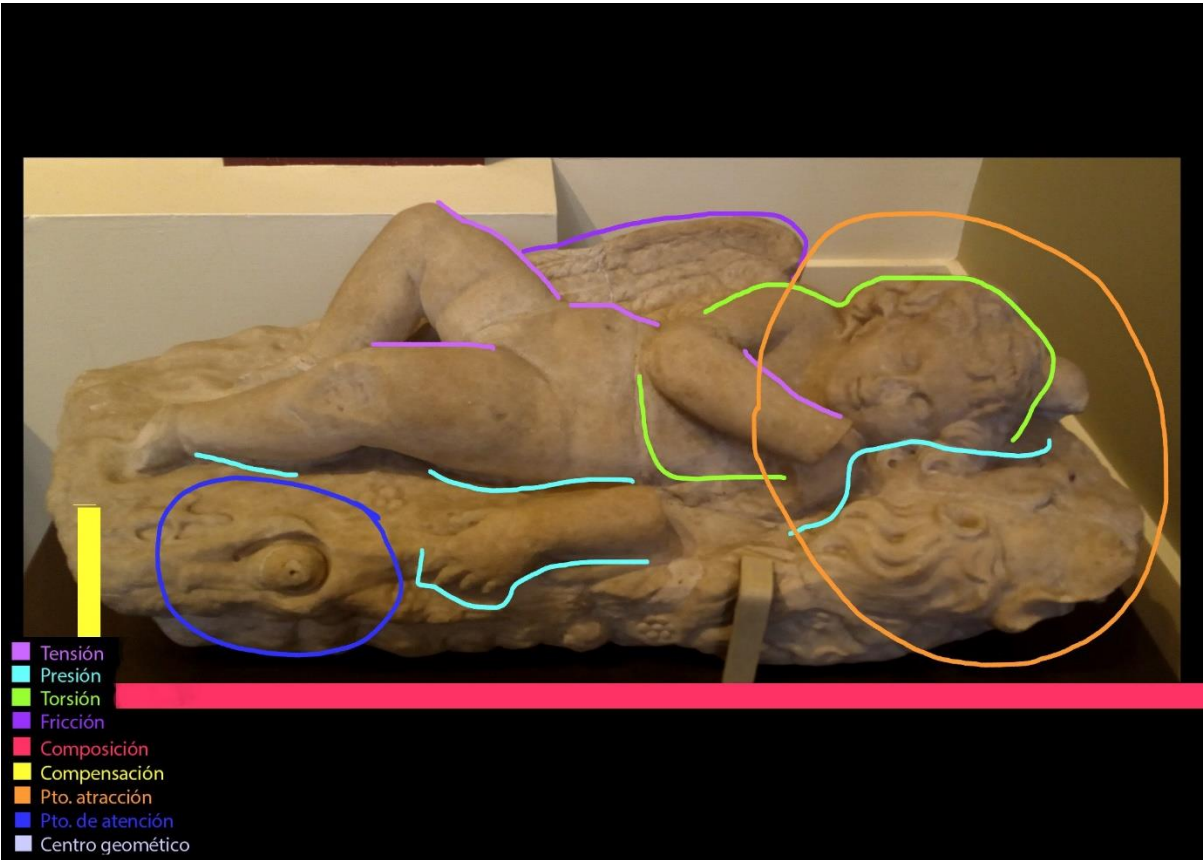 Tensión
Presión
Torsión
Fricción
Composición
Compensación
Pto. atracción
Pto. de atención
Centro geomético